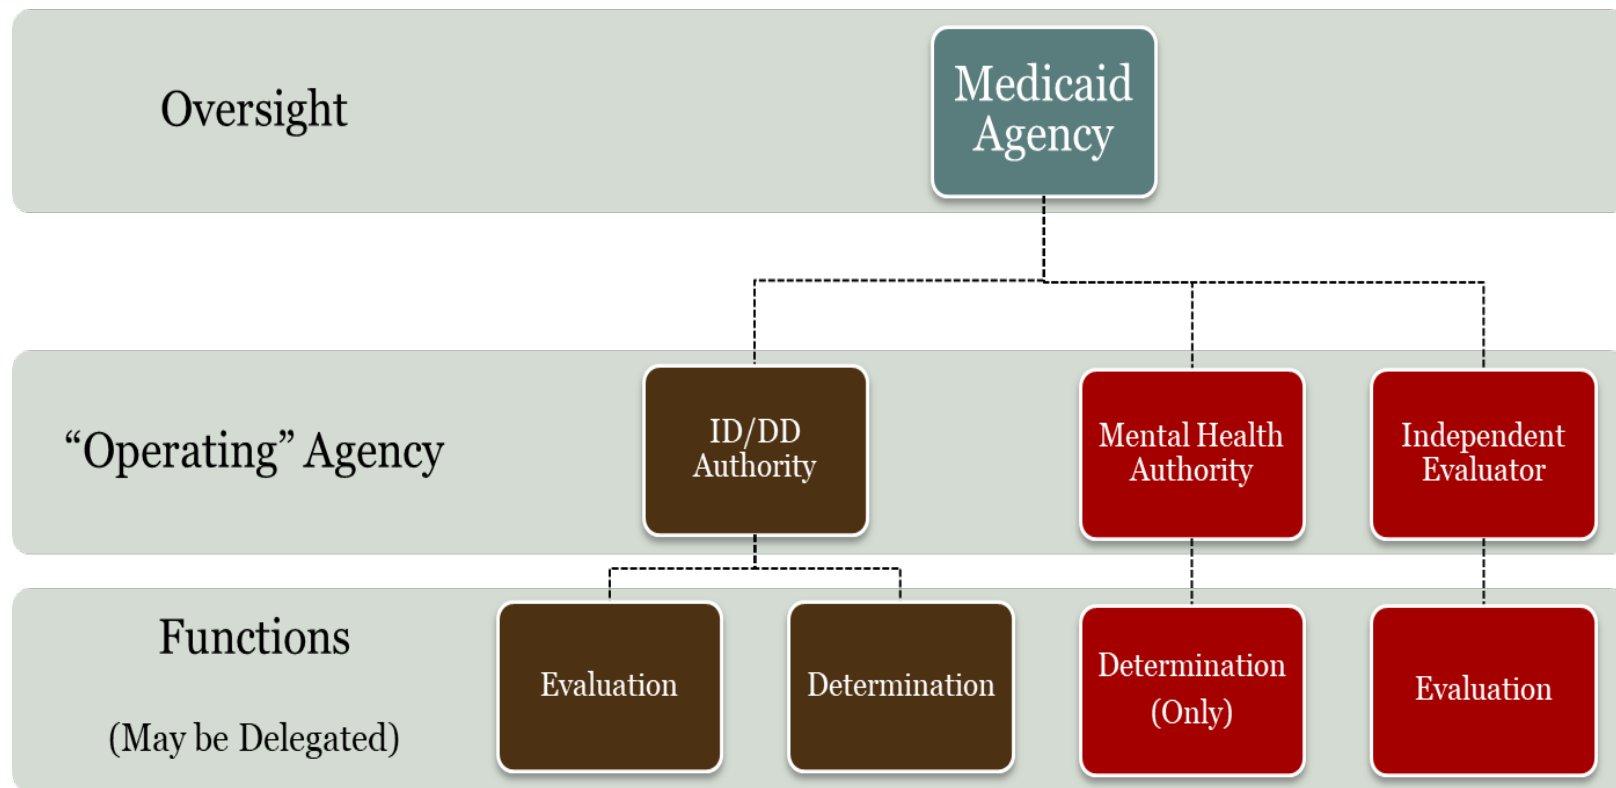 Oversight
Medicaid
Agency
“Operating” Agency
ID/DD
Authority
Mental Health
Authority
Independent
Evaluator
Functions
(May be Delegated)
Evaluation
Determination
Determination
(Only)
Evaluation